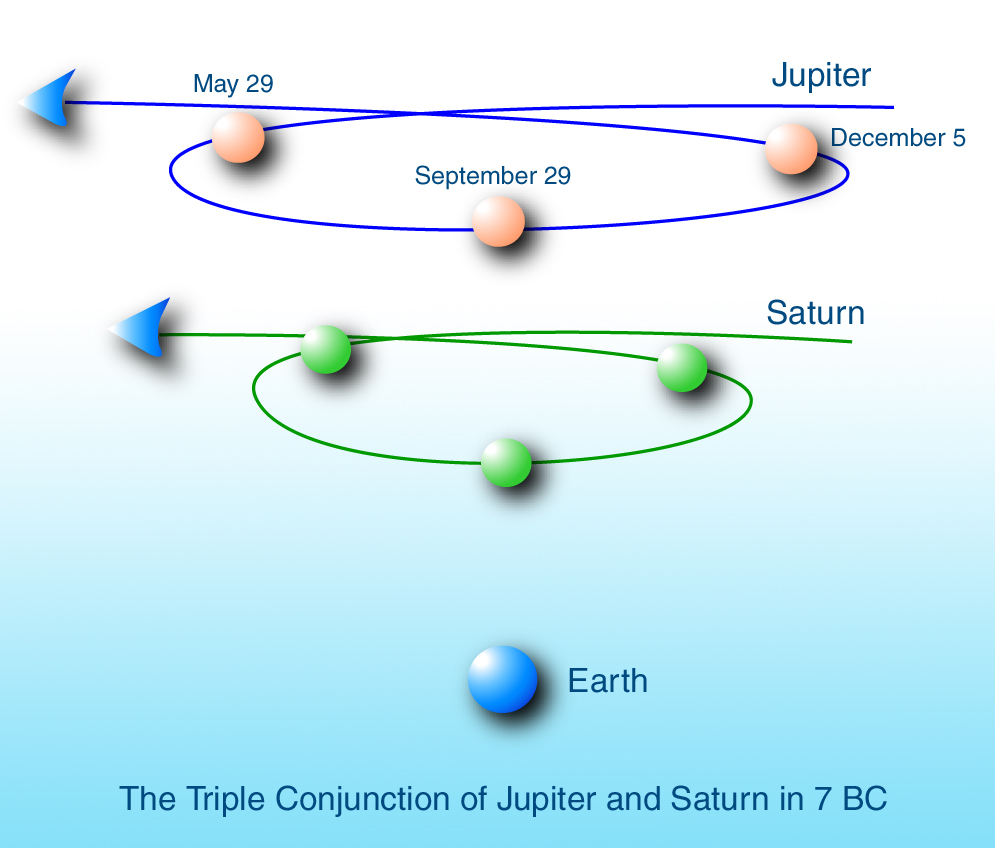 Jupiter
May 29
December 5
September 29
Saturn
Earth
The Triple Conjunction of Jupiter and Saturn in 7 BC